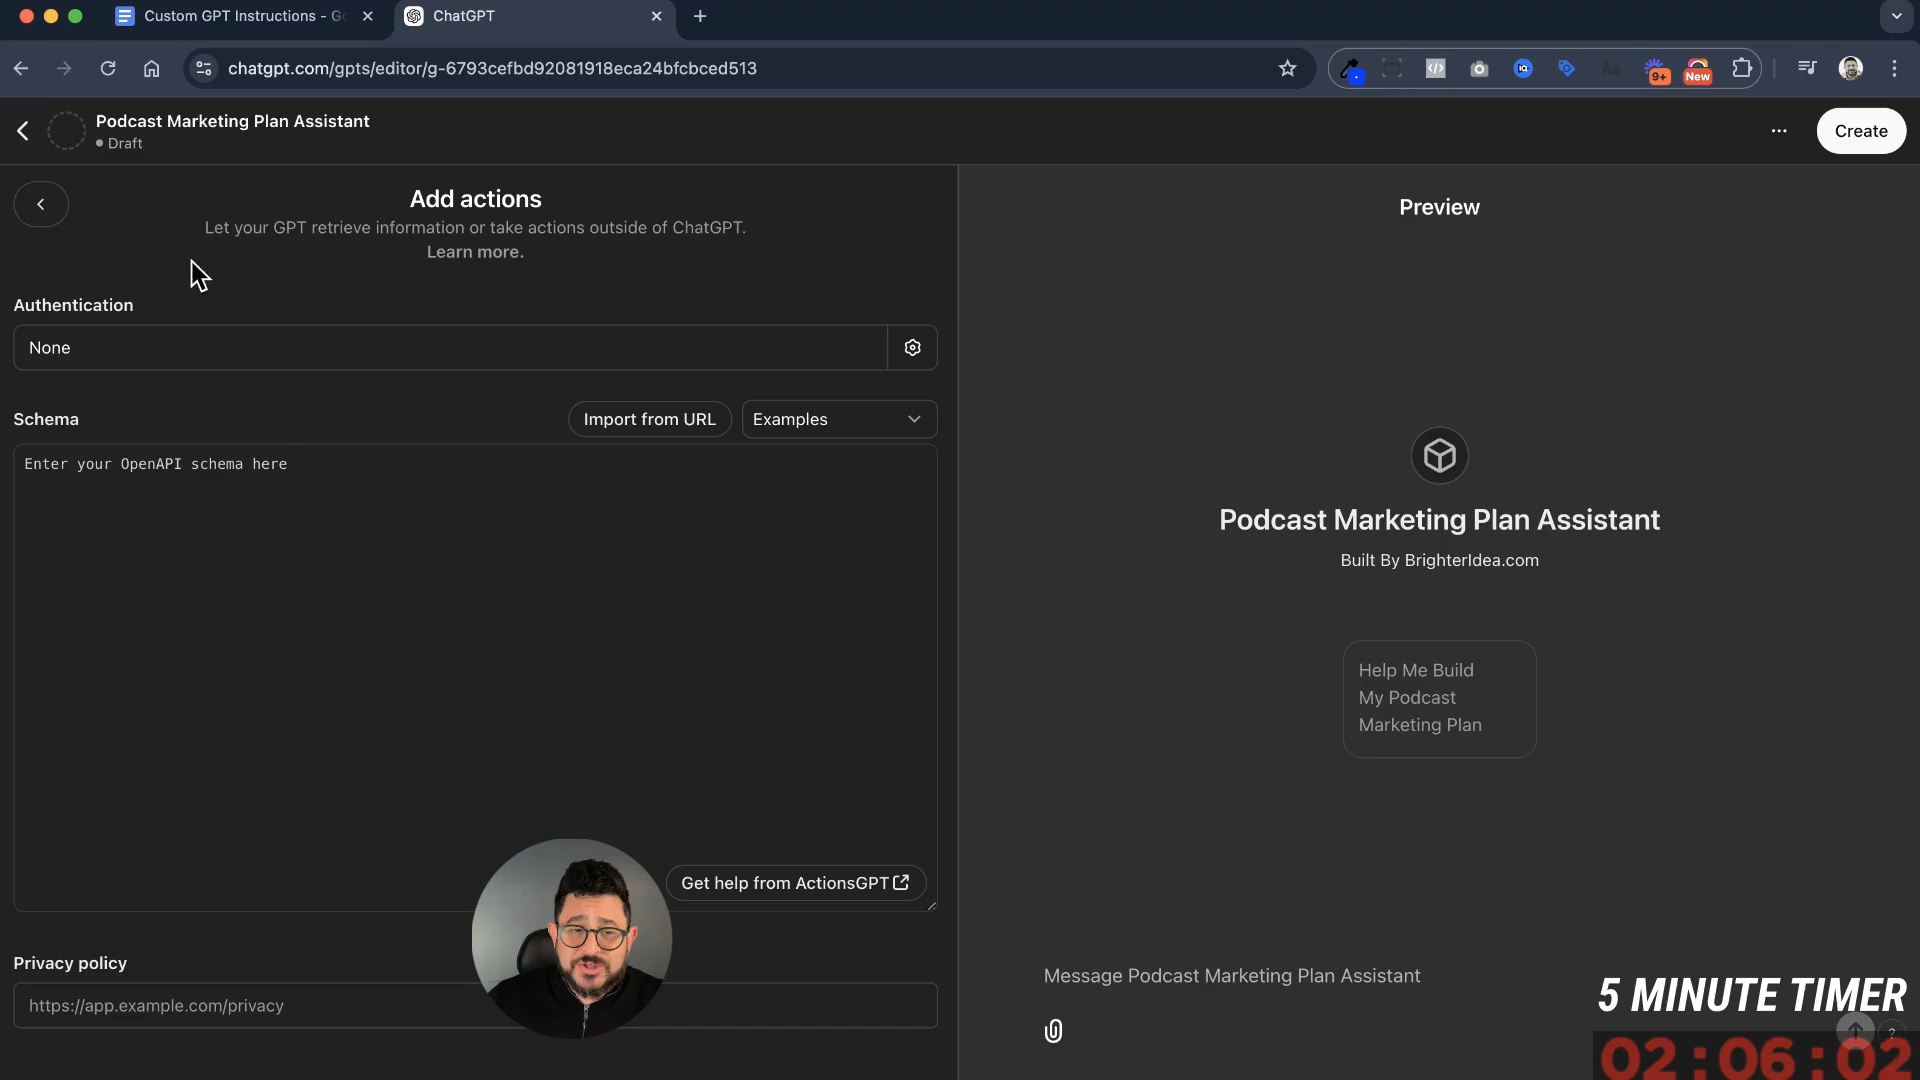 Custom GPT Instructions - Go
ChatGPT
chatgpt.com/gpts/editor/g-6793cefbd92081918eca24bfcbced513
9+
New
Podcast Marketing Plan Assistant
Draft
Create
Add actions
Let your GPT retrieve information or take actions outside of ChatGPT.
Learn more.
Authentication
None
Schema
Import from URL
Examples
Enter your OpenAPI schema here
Get help from ActionsGPT
Privacy policy
https://app.example.com/privacy
Preview
Podcast Marketing Plan Assistant
Built By BrighterIdea.com
Help Me Build
My Podcast
Marketing Plan
Message Podcast Marketing Plan Assistant
5 MINUTE TIMER
?
02:06:02